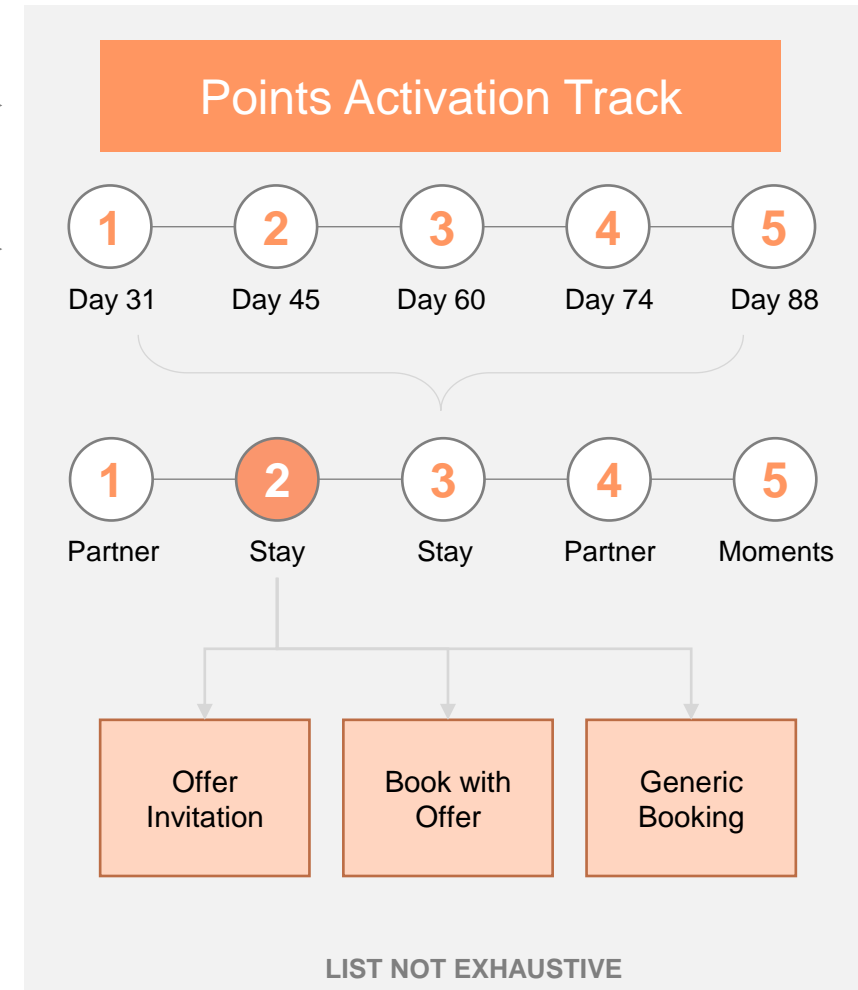 Points Activation Track
1 2 3 4 5
Day 31 Day 45 Day 60 Day 74 Day 88
1 2 3 4 5
Partner Stay Stay Partner Moments
Offer
Invitation
Book with
Offer
Generic
Booking
LIST NOT EXHAUSTIVE